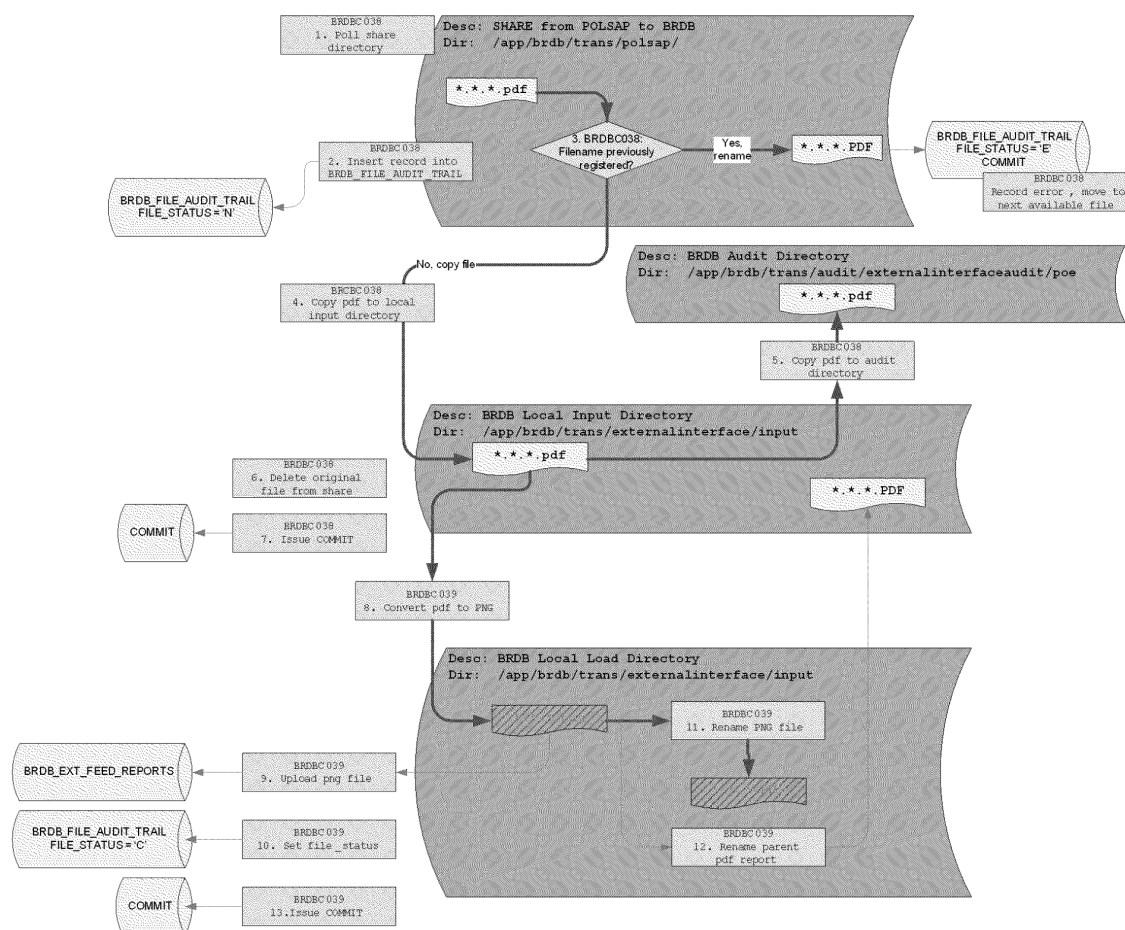 BRDBC038
1. Poll share
directory
Desc: SHARE from POLSAP to BRDB
Dir: /app/brdb/trans/polsap/
*.*.*.pdf
3. BRDBC038:
Filename previously
registered?
Yes,
rename
*.*.*.PDF
BRDB_FILE_AUDIT_TRAIL
FILE_STATUS = 'E'
COMMIT
BRDBC038
Record error , move to
next available file
BRDBC038
2. Insert record into
BRDB_FILE_AUDIT_TRAIL
BRDB_FILE_AUDIT_TRAIL
FILE_STATUS = 'N'
No, copy file
Desc: BRDB Audit Directory
Dir: /app/brdb/trans/audit/externalinterfaceaudit/poe
*.*.*.pdf
BRCBC038
4. Copy pdf to local
input directory
BRDBC038
5. Copy pdf to audit
directory
Desc: BRDB Local Input Directory
Dir: /app/brdb/trans/externalinterface/input
*.*.*.pdf
*.*.*.PDF
BRDBC038
6. Delete original
file from share
COMMIT
BRDBC038
7. Issue COMMIT
BRDBC039
8. Convert pdf to PNG
Desc: BRDB Local Load Directory
Dir: /app/brdb/trans/externalinterface/input
BRDBC039
11. Rename PNG file
BRDB_EXT_FEED_REPORTS
BRDBC039
9. Upload png file
BRDB_FILE_AUDIT_TRAIL
FILE_STATUS = 'C'
BRDBC039
10. Set file_status
BRDBC039
12. Rename parent
pdf report
COMMIT
BRDBC039
13.Issue COMMIT